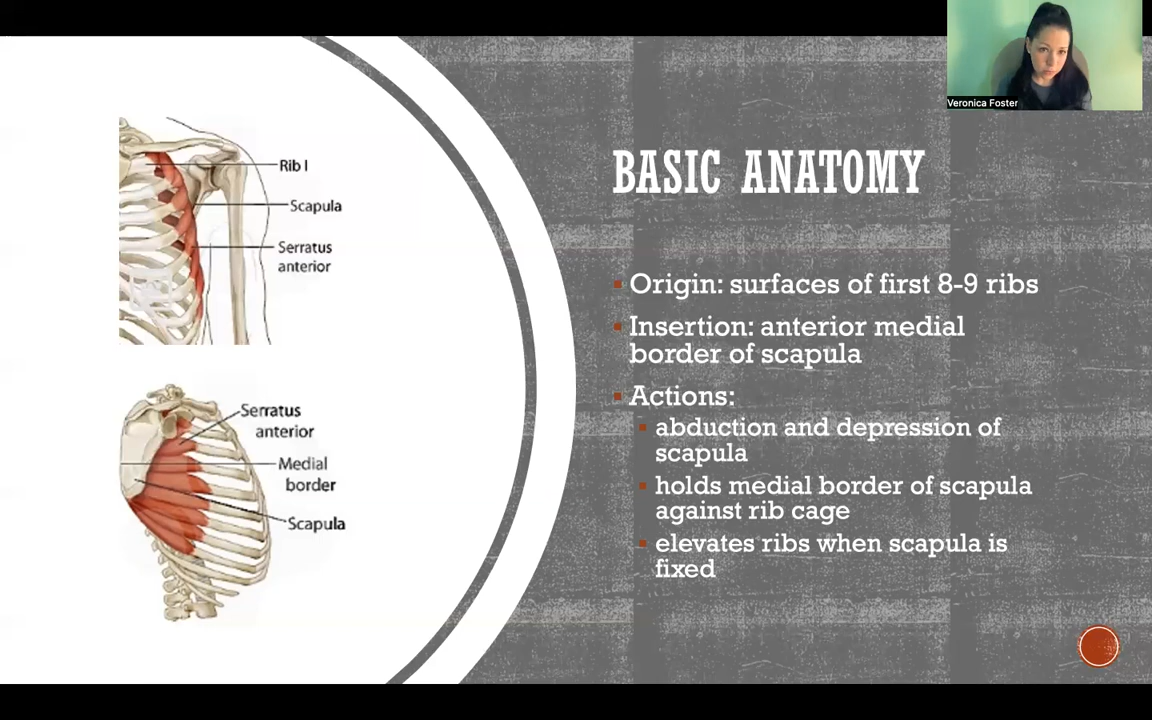 Veronica Foster
BASIC ANATOMY
Rib I
Scapula
Serratus
anterior
Serratus
anterior
Medial
border
Scapula
Origin: surfaces of first 8-9 ribs
Insertion: anterior medial
border of scapula
Actions:
abduction and depression of
scapula
holds medial border of scapula
against rib cage
elevates ribs when scapula is
fixed